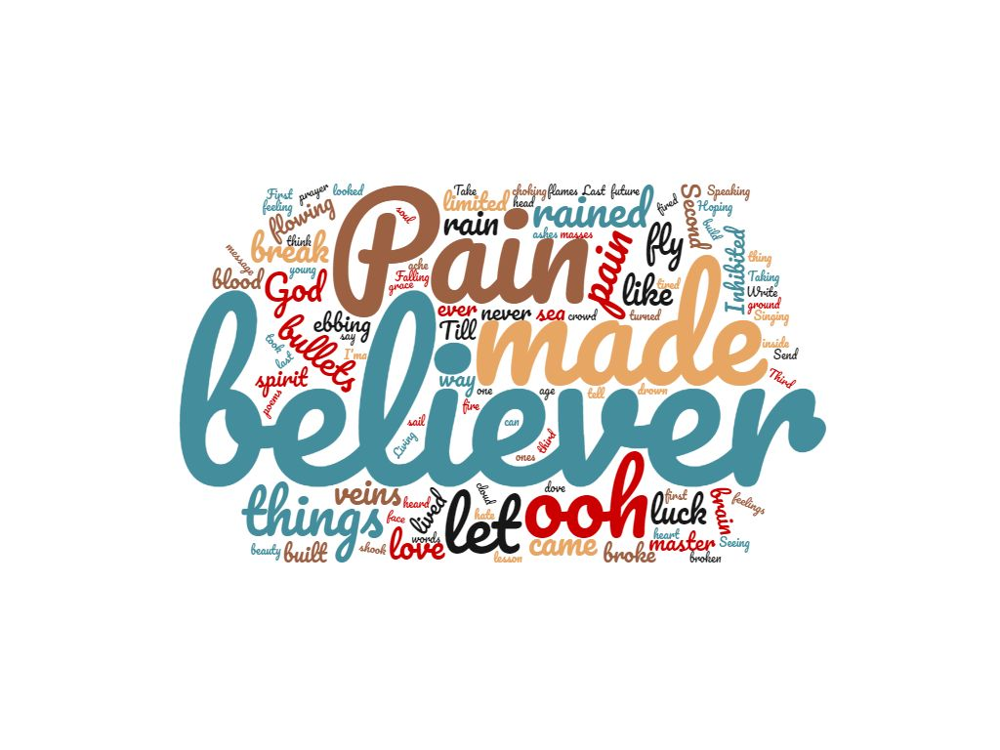 First
prayer
looked
Take
choking
flames
Last
future
Second
Speaking
feeling
flowing
soul
Pain
limited
head
rained
fired
Hoping
rain
ashes
masses
build
message
think
break
fly
Inhibited
thing
young
ache
pain
blood
God
Falling
grace
like
tired
Taking
Write
ground
ever
never
sea
crowd
turned
Singing
ebbing
say
bullets
Till
made
took
last
I'ma
inside
Send
spirit
way
Third
poems
one
age
tell
drown
fire
believer
sail
can
Living
third
ones
things
veins
heard
lived
cloud
dove
let
ooh
first
luck
brain
feelings
face
hate
words
beauty
built
shook
love
lesson
came
broke
heart
master
Seeing
broken